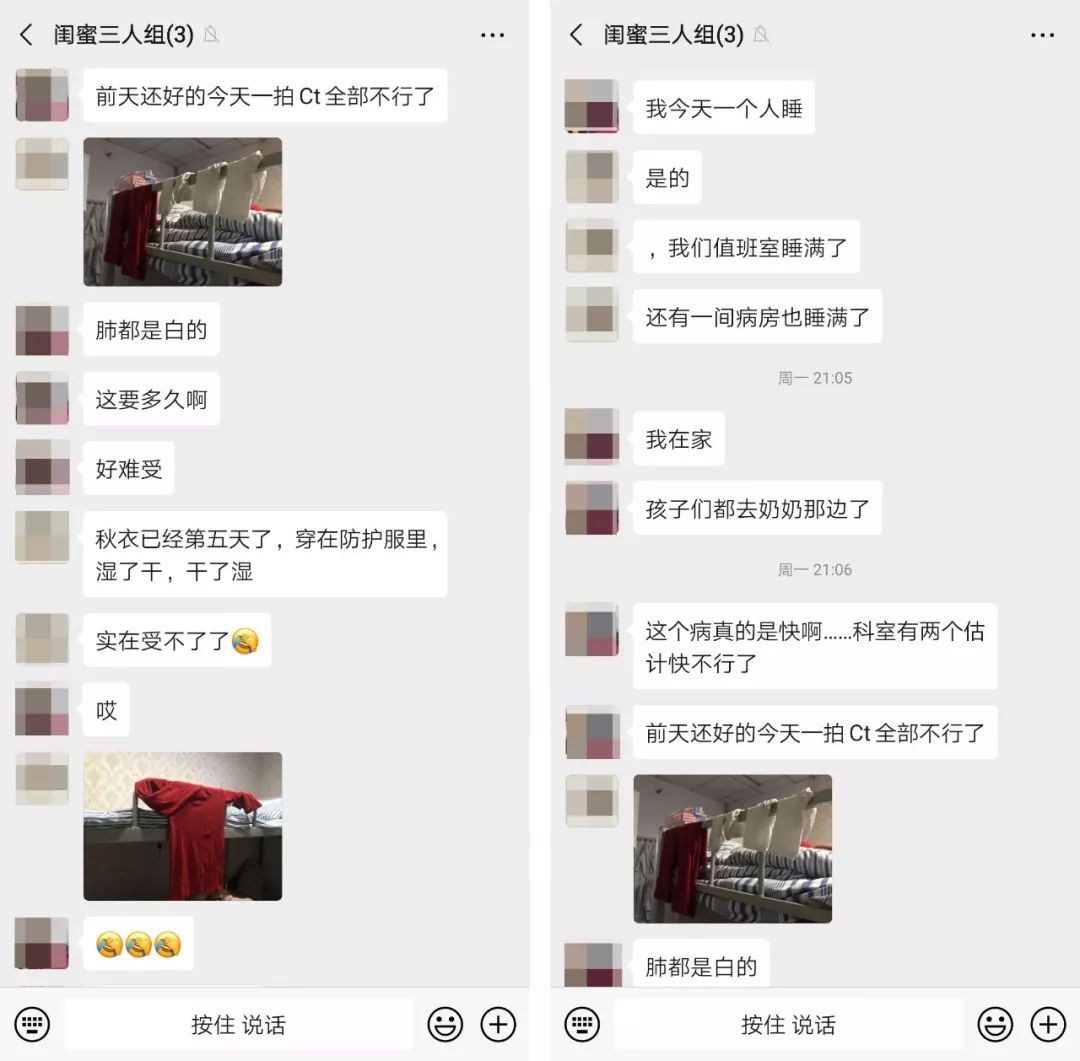 闺蜜三人组(3)
前天还好的今天一拍Ct全部不行了
肺都是白的
这要多久啊
好难受
秋衣已经第五天了，穿在防护服里，
湿了干，干了湿
实在受不了了
哎
按住 说话
闺蜜三人组(3)
我今天一个人睡
是的
，我们值班室睡满了
还有一间病房也睡满了
周一 21:05
我在家
孩子们都去奶奶那边了
周一 21:06
这个病真的是快啊……科室有两个估
计快不行了
前天还好的今天一拍Ct全部不行了
肺都是白的
按住 说话